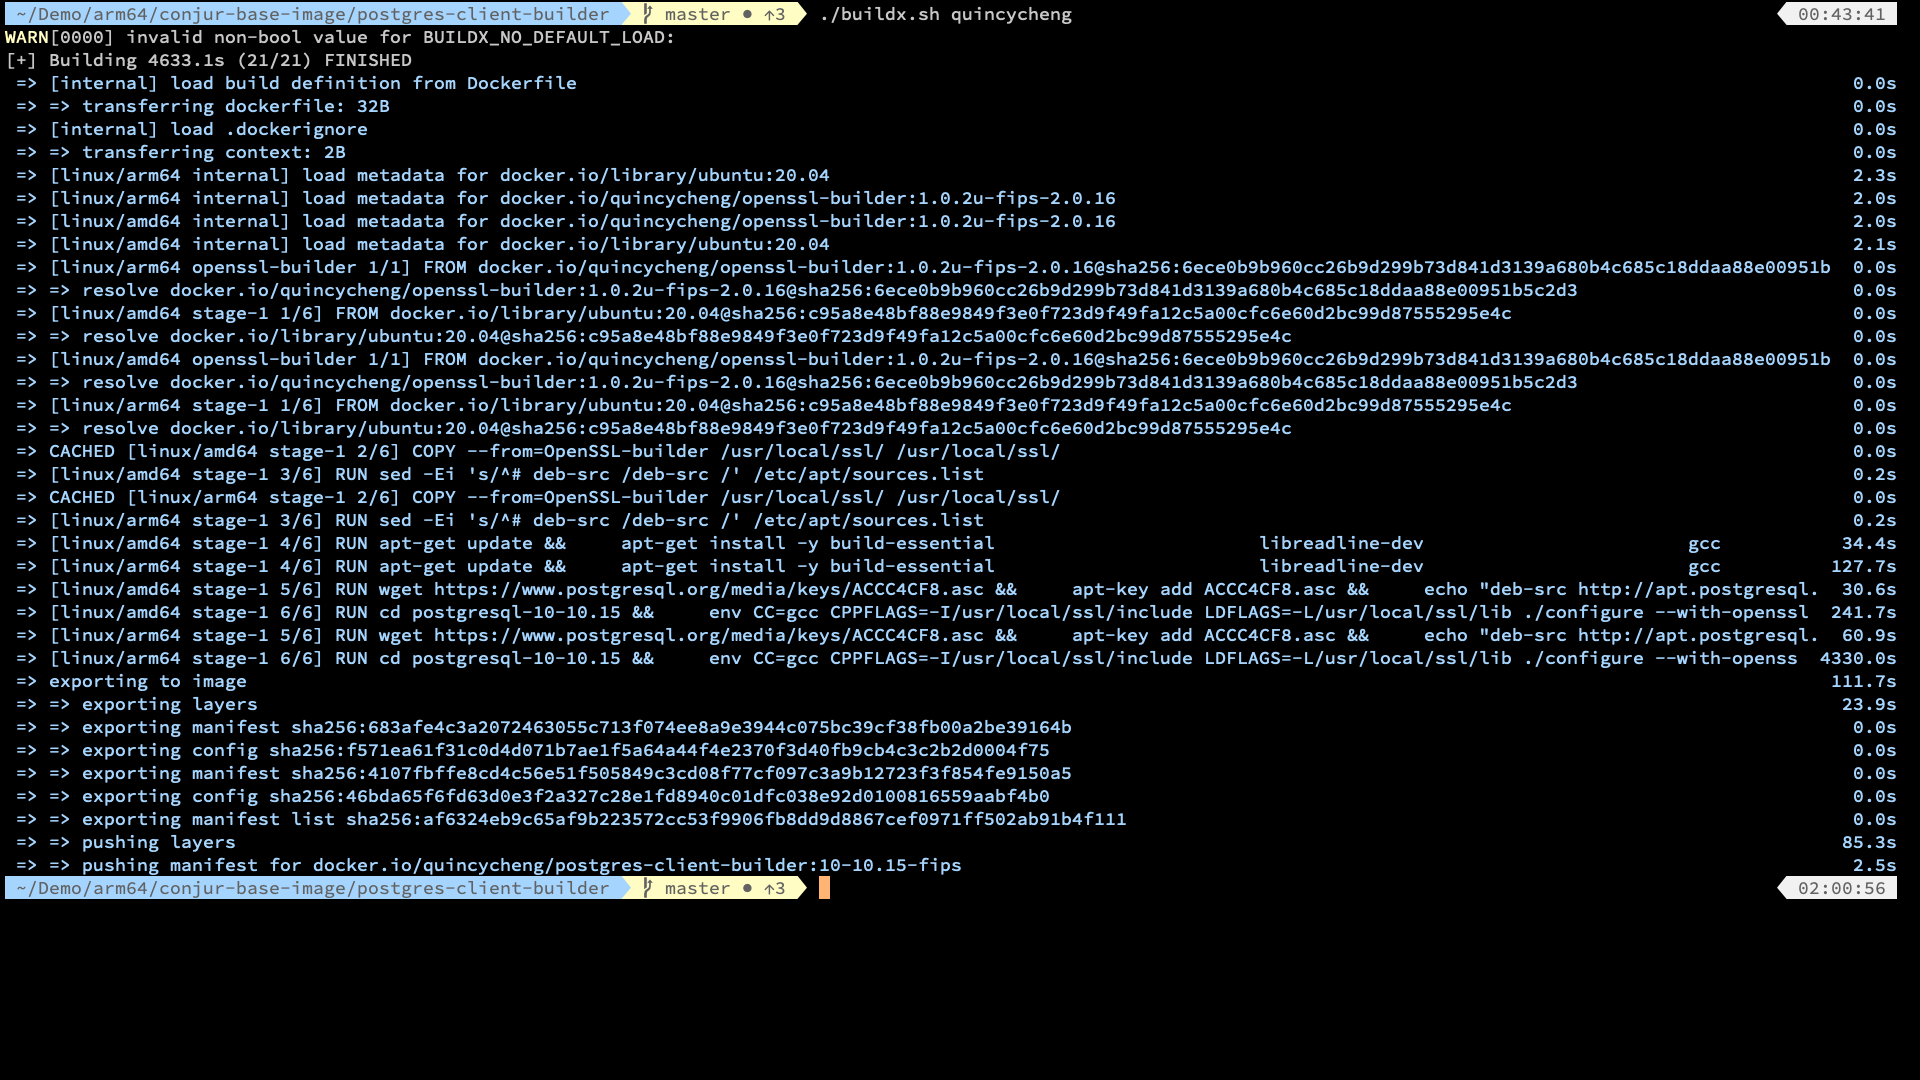 ~/Demo/arm64/conjur-base-image/postgres-client-builder master ● ↑3 ./buildx.sh quincycheng 00:43:41
WARN[0000] invalid non-bool value for BUILDX_NO_DEFAULT_LOAD:
[+] Building 4633.1s (21/21) FINISHED
=> [internal] load build definition from Dockerfile 0.0s
=> => transferring dockerfile: 32B 0.0s
=> [internal] load .dockerignore 0.0s
=> => transferring context: 2B 0.0s
=> [linux/arm64 internal] load metadata for docker.io/library/ubuntu:20.04 2.3s
=> [linux/arm64 internal] load metadata for docker.io/quincycheng/openssl-builder:1.0.2u-fips-2.0.16 2.0s
=> [linux/amd64 internal] load metadata for docker.io/quincycheng/openssl-builder:1.0.2u-fips-2.0.16 2.0s
=> [linux/amd64 internal] load metadata for docker.io/library/ubuntu:20.04 2.1s
=> [linux/arm64 openssl-builder 1/1] FROM docker.io/quincycheng/openssl-builder:1.0.2u-fips-2.0.16@sha256:6ece0b9b960cc26b9d299b73d841d3139a680b4c685c18ddaa88e00951b 0.0s
=> => resolve docker.io/quincycheng/openssl-builder:1.0.2u-fips-2.0.16@sha256:6ece0b9b960cc26b9d299b73d841d3139a680b4c685c18ddaa88e00951b5c2d3 0.0s
=> [linux/amd64 stage-1 1/6] FROM docker.io/library/ubuntu:20.04@sha256:c95a8e48bf88e9849f3e0f723d9f49fa12c5a00cfc6e60d2bc99d87555295e4c 0.0s
=> => resolve docker.io/library/ubuntu:20.04@sha256:c95a8e48bf88e9849f3e0f723d9f49fa12c5a00cfc6e60d2bc99d87555295e4c 0.0s
=> [linux/amd64 openssl-builder 1/1] FROM docker.io/quincycheng/openssl-builder:1.0.2u-fips-2.0.16@sha256:6ece0b9b960cc26b9d299b73d841d3139a680b4c685c18ddaa88e00951b 0.0s
=> => resolve docker.io/quincycheng/openssl-builder:1.0.2u-fips-2.0.16@sha256:6ece0b9b960cc26b9d299b73d841d3139a680b4c685c18ddaa88e00951b5c2d3 0.0s
=> [linux/arm64 stage-1 1/6] FROM docker.io/library/ubuntu:20.04@sha256:c95a8e48bf88e9849f3e0f723d9f49fa12c5a00cfc6e60d2bc99d87555295e4c 0.0s
=> => resolve docker.io/library/ubuntu:20.04@sha256:c95a8e48bf88e9849f3e0f723d9f49fa12c5a00cfc6e60d2bc99d87555295e4c 0.0s
=> CACHED [linux/amd64 stage-1 2/6] COPY --from=OpenSSL-builder /usr/local/ssl/ /usr/local/ssl/ 0.0s
=> [linux/amd64 stage-1 3/6] RUN sed -Ei 's/^# deb-src /deb-src /' /etc/apt/sources.list 0.2s
=> CACHED [linux/arm64 stage-1 2/6] COPY --from=OpenSSL-builder /usr/local/ssl/ /usr/local/ssl/ 0.0s
=> [linux/arm64 stage-1 3/6] RUN sed -Ei 's/^# deb-src /deb-src /' /etc/apt/sources.list 0.2s
=> [linux/amd64 stage-1 4/6] RUN apt-get update && apt-get install -y build-essential libreadline-dev gcc 34.4s
=> [linux/arm64 stage-1 4/6] RUN apt-get update && apt-get install -y build-essential libreadline-dev gcc 127.7s
=> [linux/amd64 stage-1 5/6] RUN wget https://www.postgresql.org/media/keys/ACCC4CF8.asc && apt-key add ACCC4CF8.asc && echo "deb-src http://apt.postgresql. 30.6s
=> [linux/amd64 stage-1 6/6] RUN cd postgresql-10-10.15 && env CC=gcc CPPFLAGS=-I/usr/local/ssl/include LDFLAGS=-L/usr/local/ssl/lib ./configure --with-openssl 241.7s
=> [linux/arm64 stage-1 5/6] RUN wget https://www.postgresql.org/media/keys/ACCC4CF8.asc && apt-key add ACCC4CF8.asc && echo "deb-src http://apt.postgresql. 60.9s
=> [linux/arm64 stage-1 6/6] RUN cd postgresql-10-10.15 && env CC=gcc CPPFLAGS=-I/usr/local/ssl/include LDFLAGS=-L/usr/local/ssl/lib ./configure --with-openss 4330.0s
=> exporting to image 111.7s
=> => exporting layers 23.9s
=> => exporting manifest sha256:683afe4c3a2072463055c713f074ee8a9e3944c075bc39cf38fb00a2be39164b 0.0s
=> => exporting config sha256:f571ea61f31c0d4d071b7ae1f5a64a44f4e2370f3d40fb9cb4c3c2b2d0004f75 0.0s
=> => exporting manifest sha256:4107fbffe8cd4c56e51f505849c3cd08f77cf097c3a9b12723f3f854fe9150a5 0.0s
=> => exporting config sha256:46bda65f6fd63d0e3f2a327c28e1fd8940c01dfc038e92d0100816559aabf4b0 0.0s
=> => exporting manifest list sha256:af6324eb9c65af9b223572cc53f9906fb8dd9d8867cef0971ff502ab91b4f111 0.0s
=> => pushing layers 85.3s
=> => pushing manifest for docker.io/quincycheng/postgres-client-builder:10-10.15-fips 2.5s
~/Demo/arm64/conjur-base-image/postgres-client-builder master ● ↑3 02:00:56